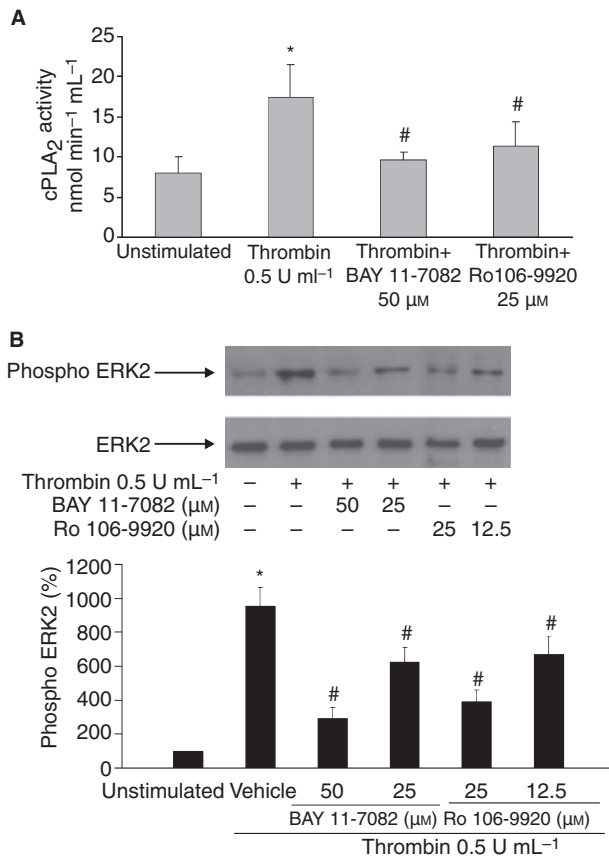 A
cPLA2 activity
nmol min–1 mL–1
25
20
15
10
5
0
*
#
#
Unstimulated
Thrombin
0.5 U ml–1
Thrombin+
BAY 11-7082
50 μM
Thrombin+
Ro106-9920
25 μM
B
Phospho ERK2
ERK2
Thrombin 0.5 U mL–1 – + + + + +
BAY 11-7082 (μM) – – 50 25 – –
Ro 106-9920 (μM) – – – – 25 12.5
Phospho ERK2 (%)
1200
1000
800
600
400
200
0
*
#
#
#
#
Unstimulated Vehicle 50 25 25 12.5
BAY 11-7082 (μM) Ro 106-9920 (μM)
Thrombin 0.5 U mL–1